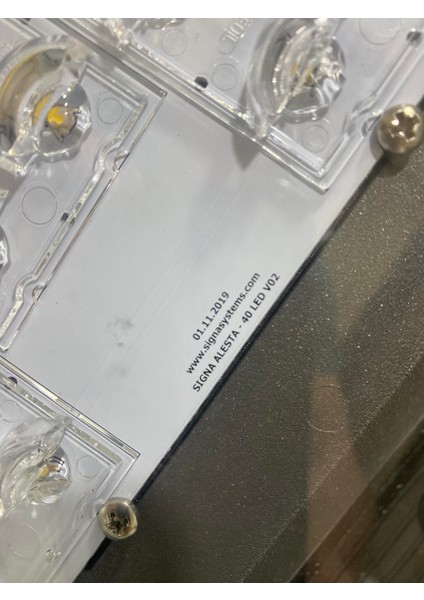 01.11.2019
www.signasystems.com
SIGNA ALESTA - 40 LED V02